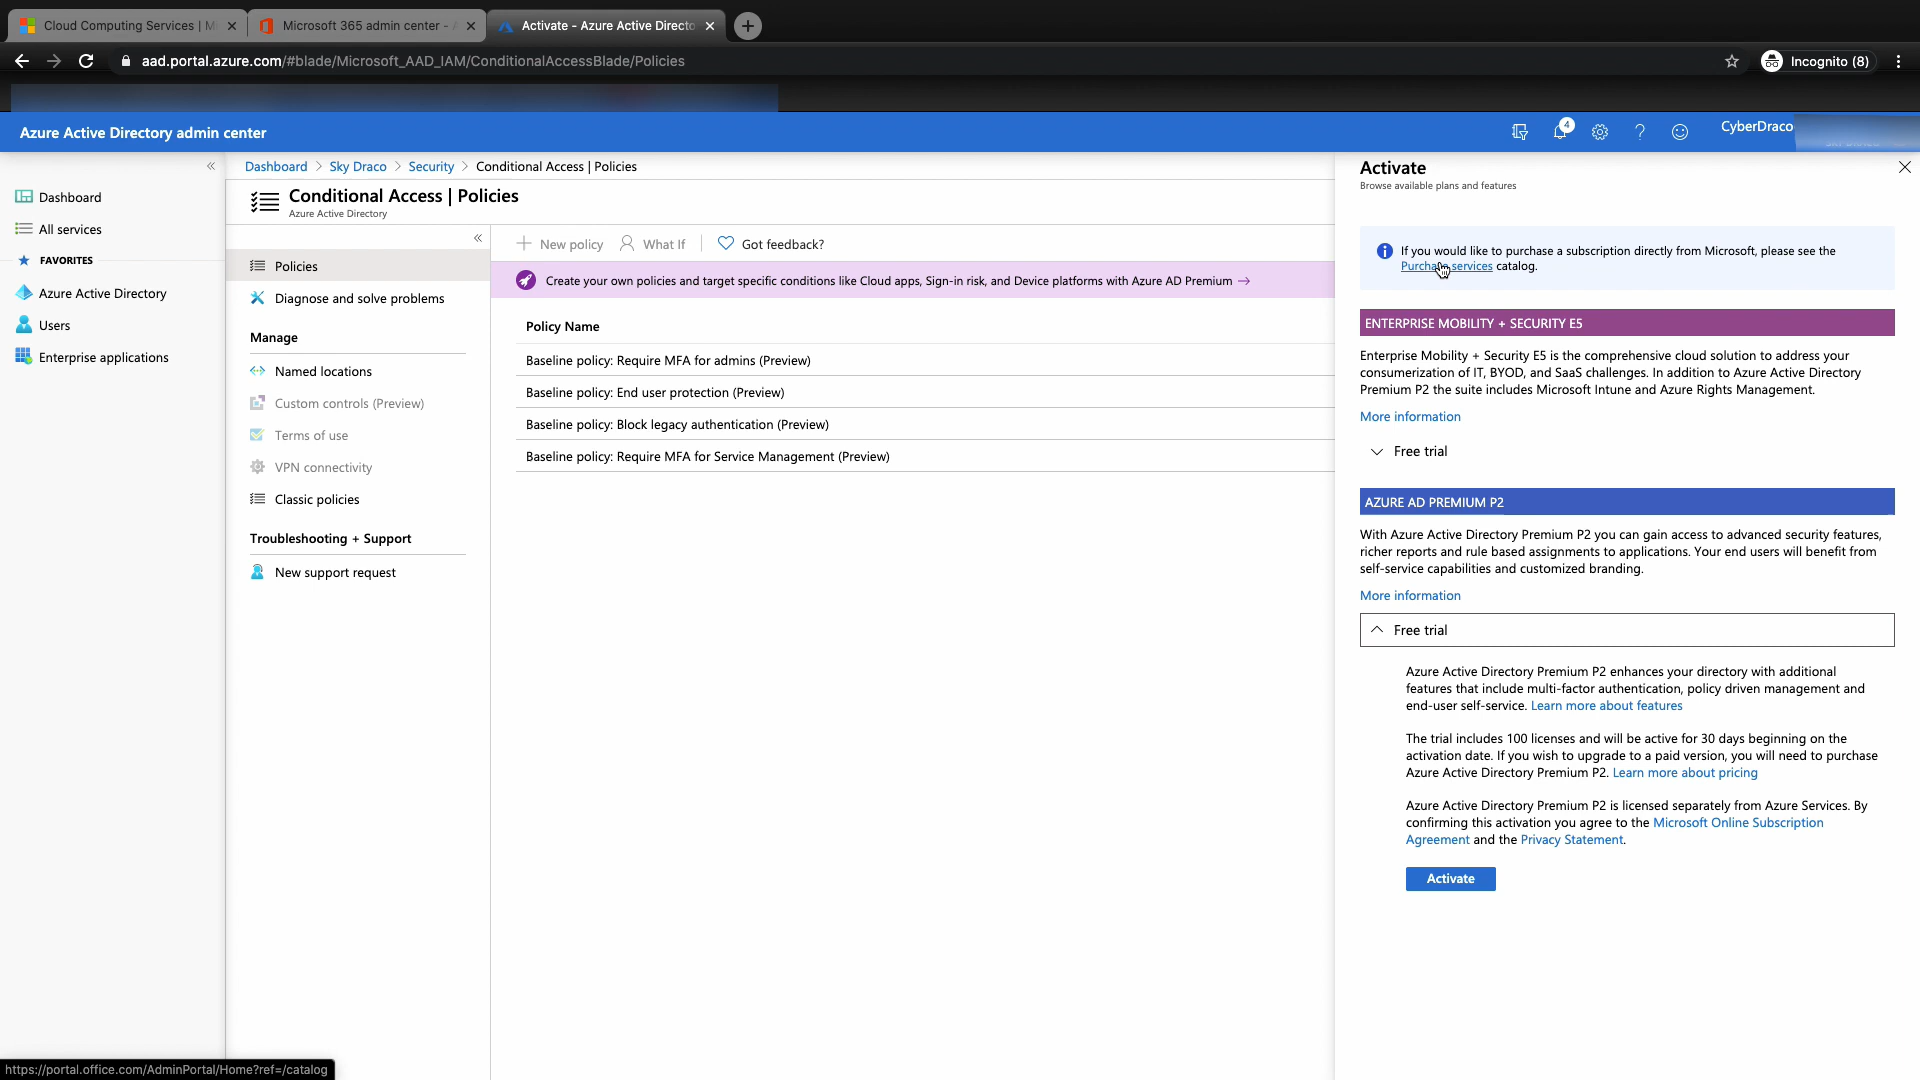 Cloud Computing Services | Mi
Microsoft 365 admin center - A
Activate - Azure Active Directo
aad.portal.azure.com/#blade/Microsoft_AAD_IAM/ConditionalAccessBlade/Policies
Incognito (8)
Azure Active Directory admin center
4
CyberDraco
Dashboard
All services
FAVORITES
Azure Active Directory
Users
Enterprise applications
Dashboard > Sky Draco > Security > Conditional Access | Policies
Conditional Access | Policies
Azure Active Directory
Policies
Diagnose and solve problems
Manage
Named locations
Custom controls (Preview)
Terms of use
VPN connectivity
Classic policies
Troubleshooting + Support
New support request
New policy
What If
Got feedback?
Create your own policies and target specific conditions like Cloud apps, Sign-in risk, and Device platforms with Azure AD Premium →
Policy Name
Baseline policy: Require MFA for admins (Preview)
Baseline policy: End user protection (Preview)
Baseline policy: Block legacy authentication (Preview)
Baseline policy: Require MFA for Service Management (Preview)
Activate
Browse available plans and features
If you would like to purchase a subscription directly from Microsoft, please see the
Purchase services catalog.
ENTERPRISE MOBILITY + SECURITY E5
Enterprise Mobility + Security E5 is the comprehensive cloud solution to address your
consumerization of IT, BYOD, and SaaS challenges. In addition to Azure Active Directory
Premium P2 the suite includes Microsoft Intune and Azure Rights Management.
More information
Free trial
AZURE AD PREMIUM P2
With Azure Active Directory Premium P2 you can gain access to advanced security features,
richer reports and rule based assignments to applications. Your end users will benefit from
self-service capabilities and customized branding.
More information
Free trial
Azure Active Directory Premium P2 enhances your directory with additional
features that include multi-factor authentication, policy driven management and
end-user self-service. Learn more about features
The trial includes 100 licenses and will be active for 30 days beginning on the
activation date. If you wish to upgrade to a paid version, you will need to purchase
Azure Active Directory Premium P2. Learn more about pricing
Azure Active Directory Premium P2 is licensed separately from Azure Services. By
confirming this activation you agree to the Microsoft Online Subscription
Agreement and the Privacy Statement.
Activate
https://portal.office.com/AdminPortal/Home?ref=/catalog